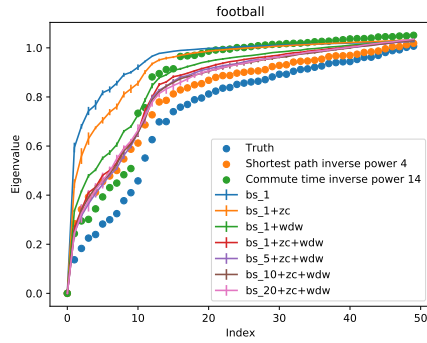 football
Eigenvalue
1.0
0.8
0.6
0.4
0.2
0.0
Truth
Shortest path inverse power 4
Commute time inverse power 14
bs_1
bs_1+zc
bs_1+wdw
bs_1+zc+wdw
bs_5+zc+wdw
bs_10+zc+wdw
bs_20+zc+wdw
0 10 20 30 40 50
Index